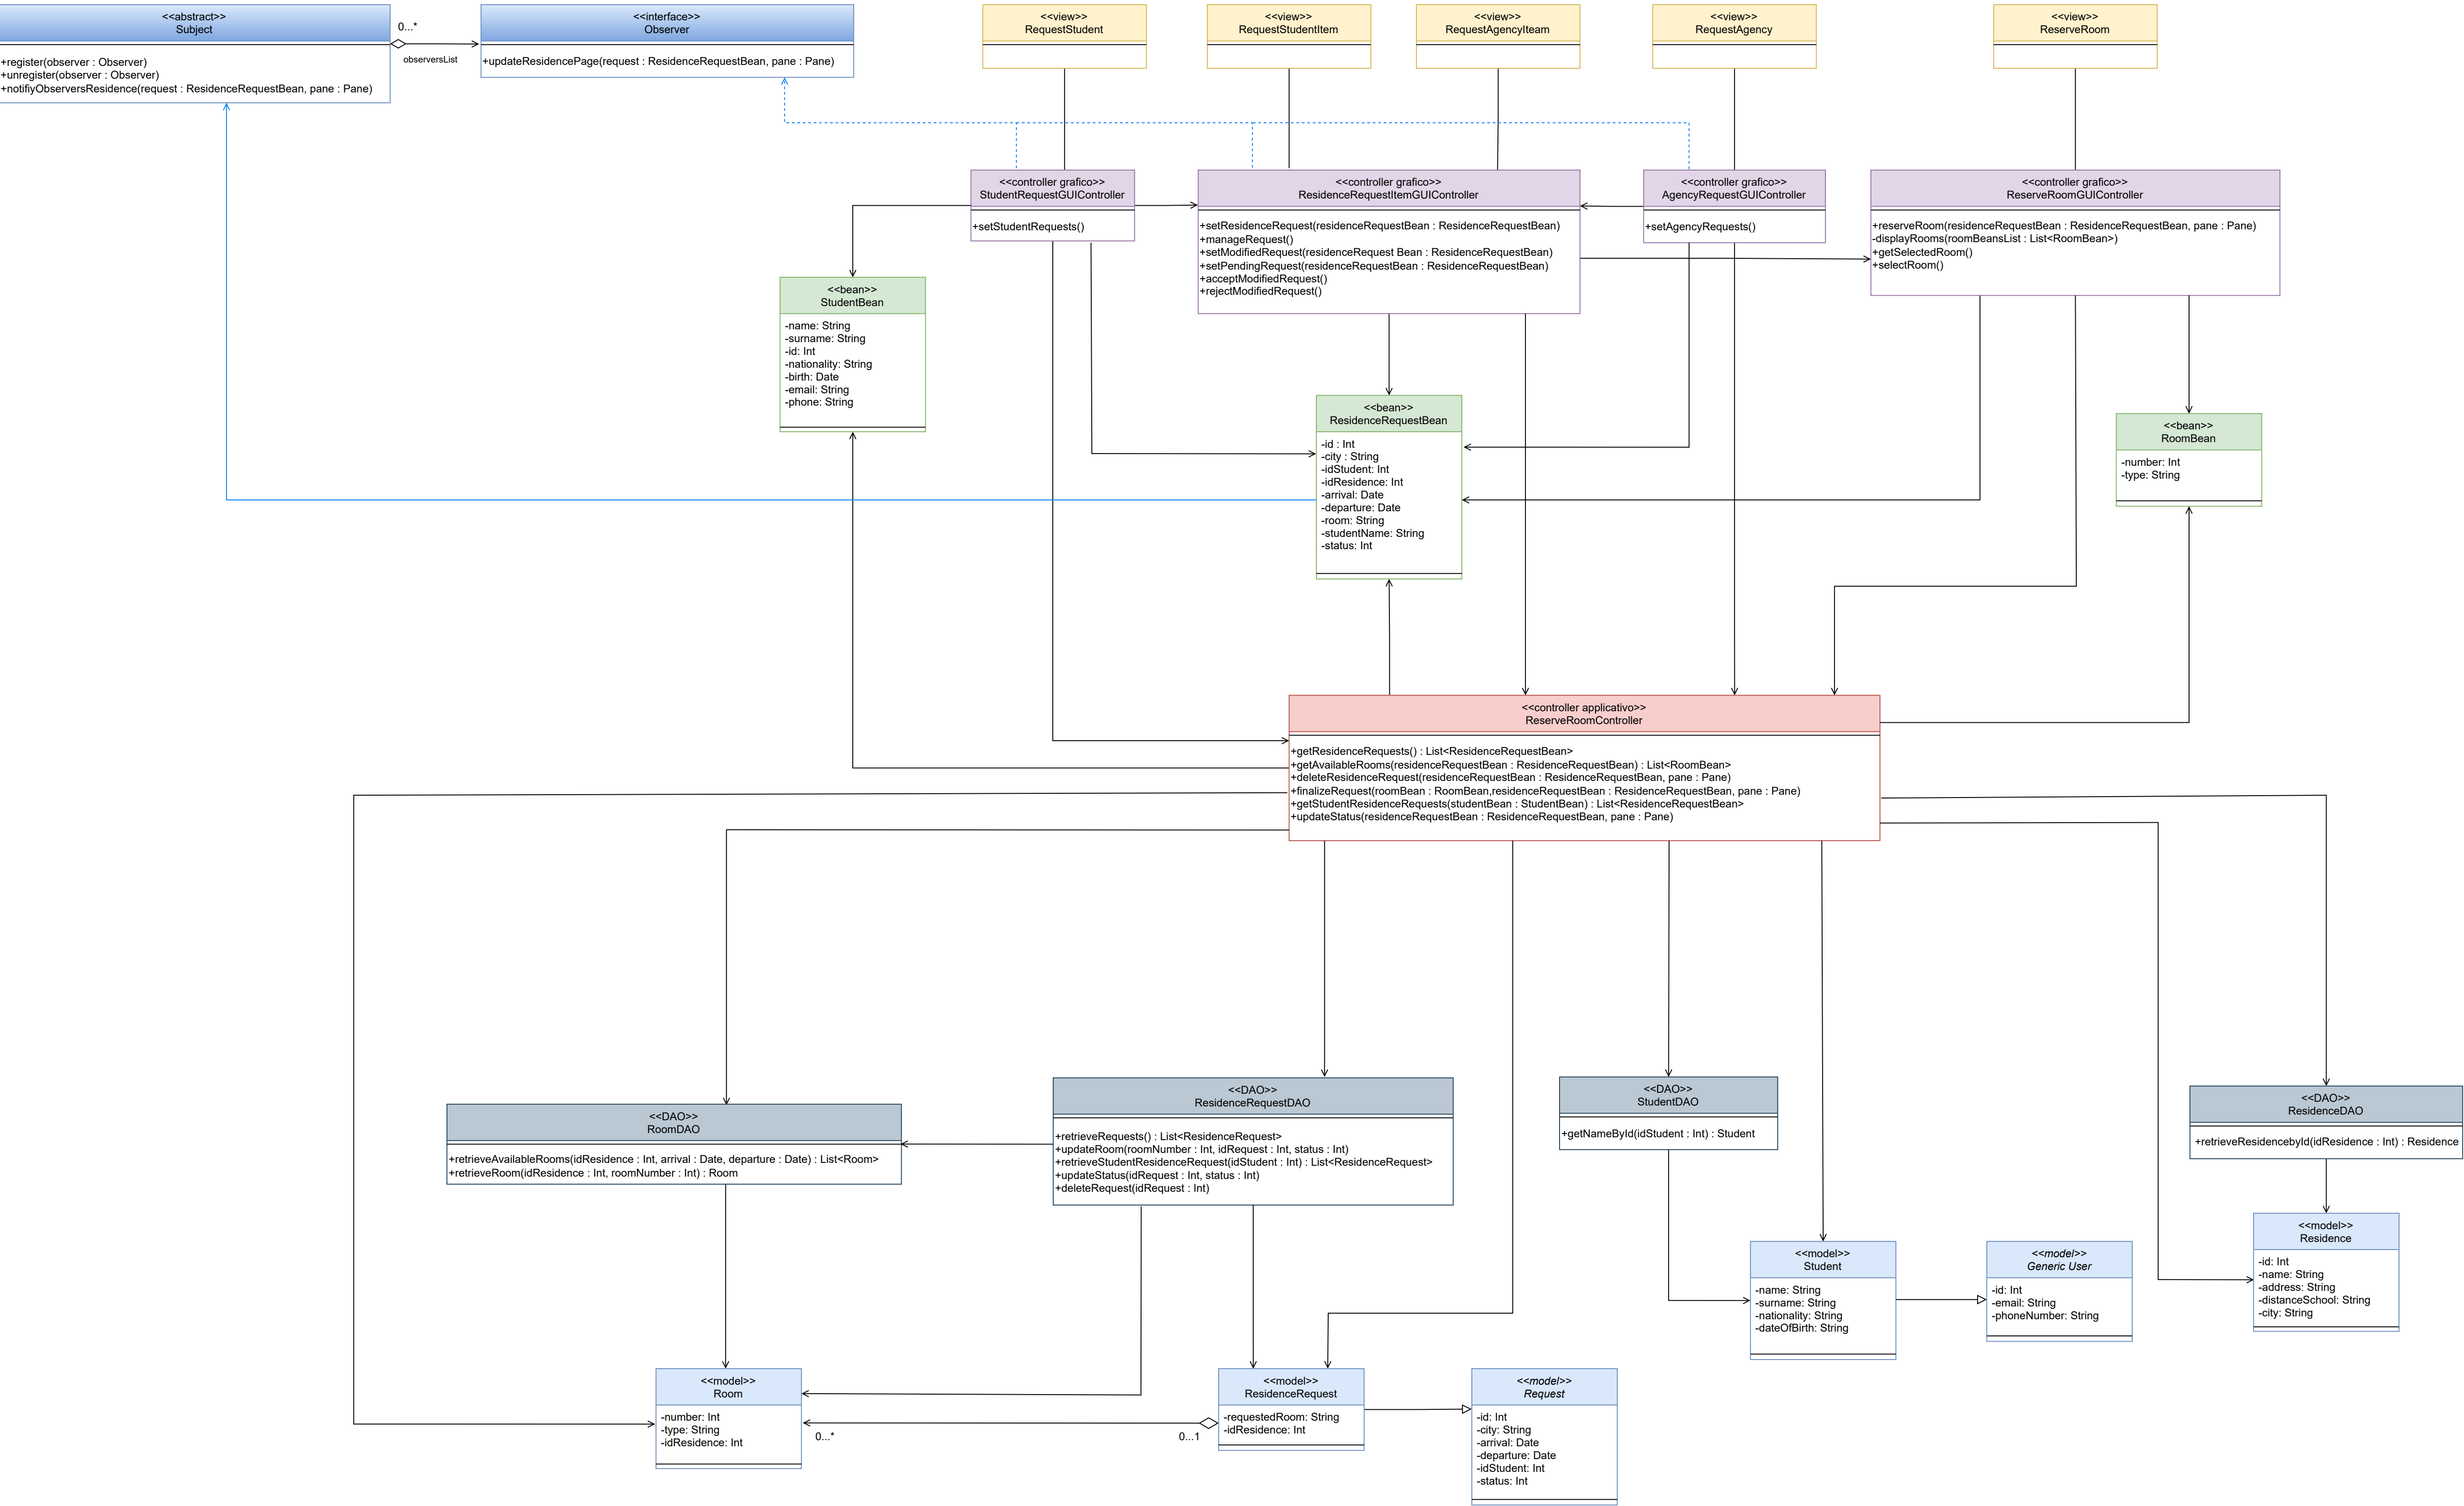 <<abstract>>
Subject
+register(observer : Observer)
+unregister(observer : Observer)
+notifiyObserversResidence(request : ResidenceRequestBean, pane : Pane)
0...*
observersList
<<interface>>
Observer
+updateResidencePage(request : ResidenceRequestBean, pane : Pane)
<<view>>
RequestStudent
<<view>>
RequestStudentItem
<<view>>
RequestAgencyIteam
<<view>>
RequestAgency
<<view>>
ReserveRoom
<<controller grafico>>
StudentRequestGUIController
+setStudentRequests()
<<controller grafico>>
ResidenceRequestItemGUIController
+setResidenceRequest(residenceRequestBean : ResidenceRequestBean)
+manageRequest()
+setModifiedRequest(residenceRequest Bean : ResidenceRequestBean)
+setPendingRequest(residenceRequestBean : ResidenceRequestBean)
+acceptModifiedRequest()
+rejectModifiedRequest()
<<controller grafico>>
AgencyRequestGUIController
+setAgencyRequests()
<<controller grafico>>
ReserveRoomGUIController
+reserveRoom(residenceRequestBean : ResidenceRequestBean, pane : Pane)
-displayRooms(roomBeansList : List<RoomBean>)
+getSelectedRoom()
+selectRoom()
<<bean>>
StudentBean
-name: String
-surname: String
-id: Int
-nationality: String
-birth: Date
-email: String
-phone: String
<<bean>>
ResidenceRequestBean
-id : Int
-city : String
-idStudent: Int
-idResidence: Int
-arrival: Date
-departure: Date
-room: String
-studentName: String
-status: Int
<<bean>>
RoomBean
-number: Int
-type: String
<<controller applicativo>>
ReserveRoomController
+getResidenceRequests() : List<ResidenceRequestBean>
+getAvailableRooms(residenceRequestBean : ResidenceRequestBean) : List<RoomBean>
+deleteResidenceRequest(residenceRequestBean : ResidenceRequestBean, pane : Pane)
+finalizeRequest(roomBean : RoomBean,residenceRequestBean : ResidenceRequestBean, pane : Pane)
+getStudentResidenceRequests(studentBean : StudentBean) : List<ResidenceRequestBean>
+updateStatus(residenceRequestBean : ResidenceRequestBean, pane : Pane)
<<DAO>>
RoomDAO
+retrieveAvailableRooms(idResidence : Int, arrival : Date, departure : Date) : List<Room>
+retrieveRoom(idResidence : Int, roomNumber : Int) : Room
<<DAO>>
ResidenceRequestDAO
+retrieveRequests() : List<ResidenceRequest>
+updateRoom(roomNumber : Int, idRequest : Int, status : Int)
+retrieveStudentResidenceRequest(idStudent : Int) : List<ResidenceRequest>
+updateStatus(idRequest : Int, status : Int)
+deleteRequest(idRequest : Int)
<<DAO>>
StudentDAO
+getNameById(idStudent : Int) : Student
<<DAO>>
ResidenceDAO
+retrieveResidencebyId(idResidence : Int) : Residence
<<model>>
Student
-name: String
-surname: String
-nationality: String
-dateOfBirth: String
<<model>>
Generic User
-id: Int
-email: String
-phoneNumber: String
<<model>>
Residence
-id: Int
-name: String
-address: String
-distanceSchool: String
-city: String
<<model>>
Room
-number: Int
-type: String
-idResidence: Int
0...*
0...1
<<model>>
ResidenceRequest
-requestedRoom: String
-idResidence: Int
<<model>>
Request
-id: Int
-city: String
-arrival: Date
-departure: Date
-idStudent: Int
-status: Int